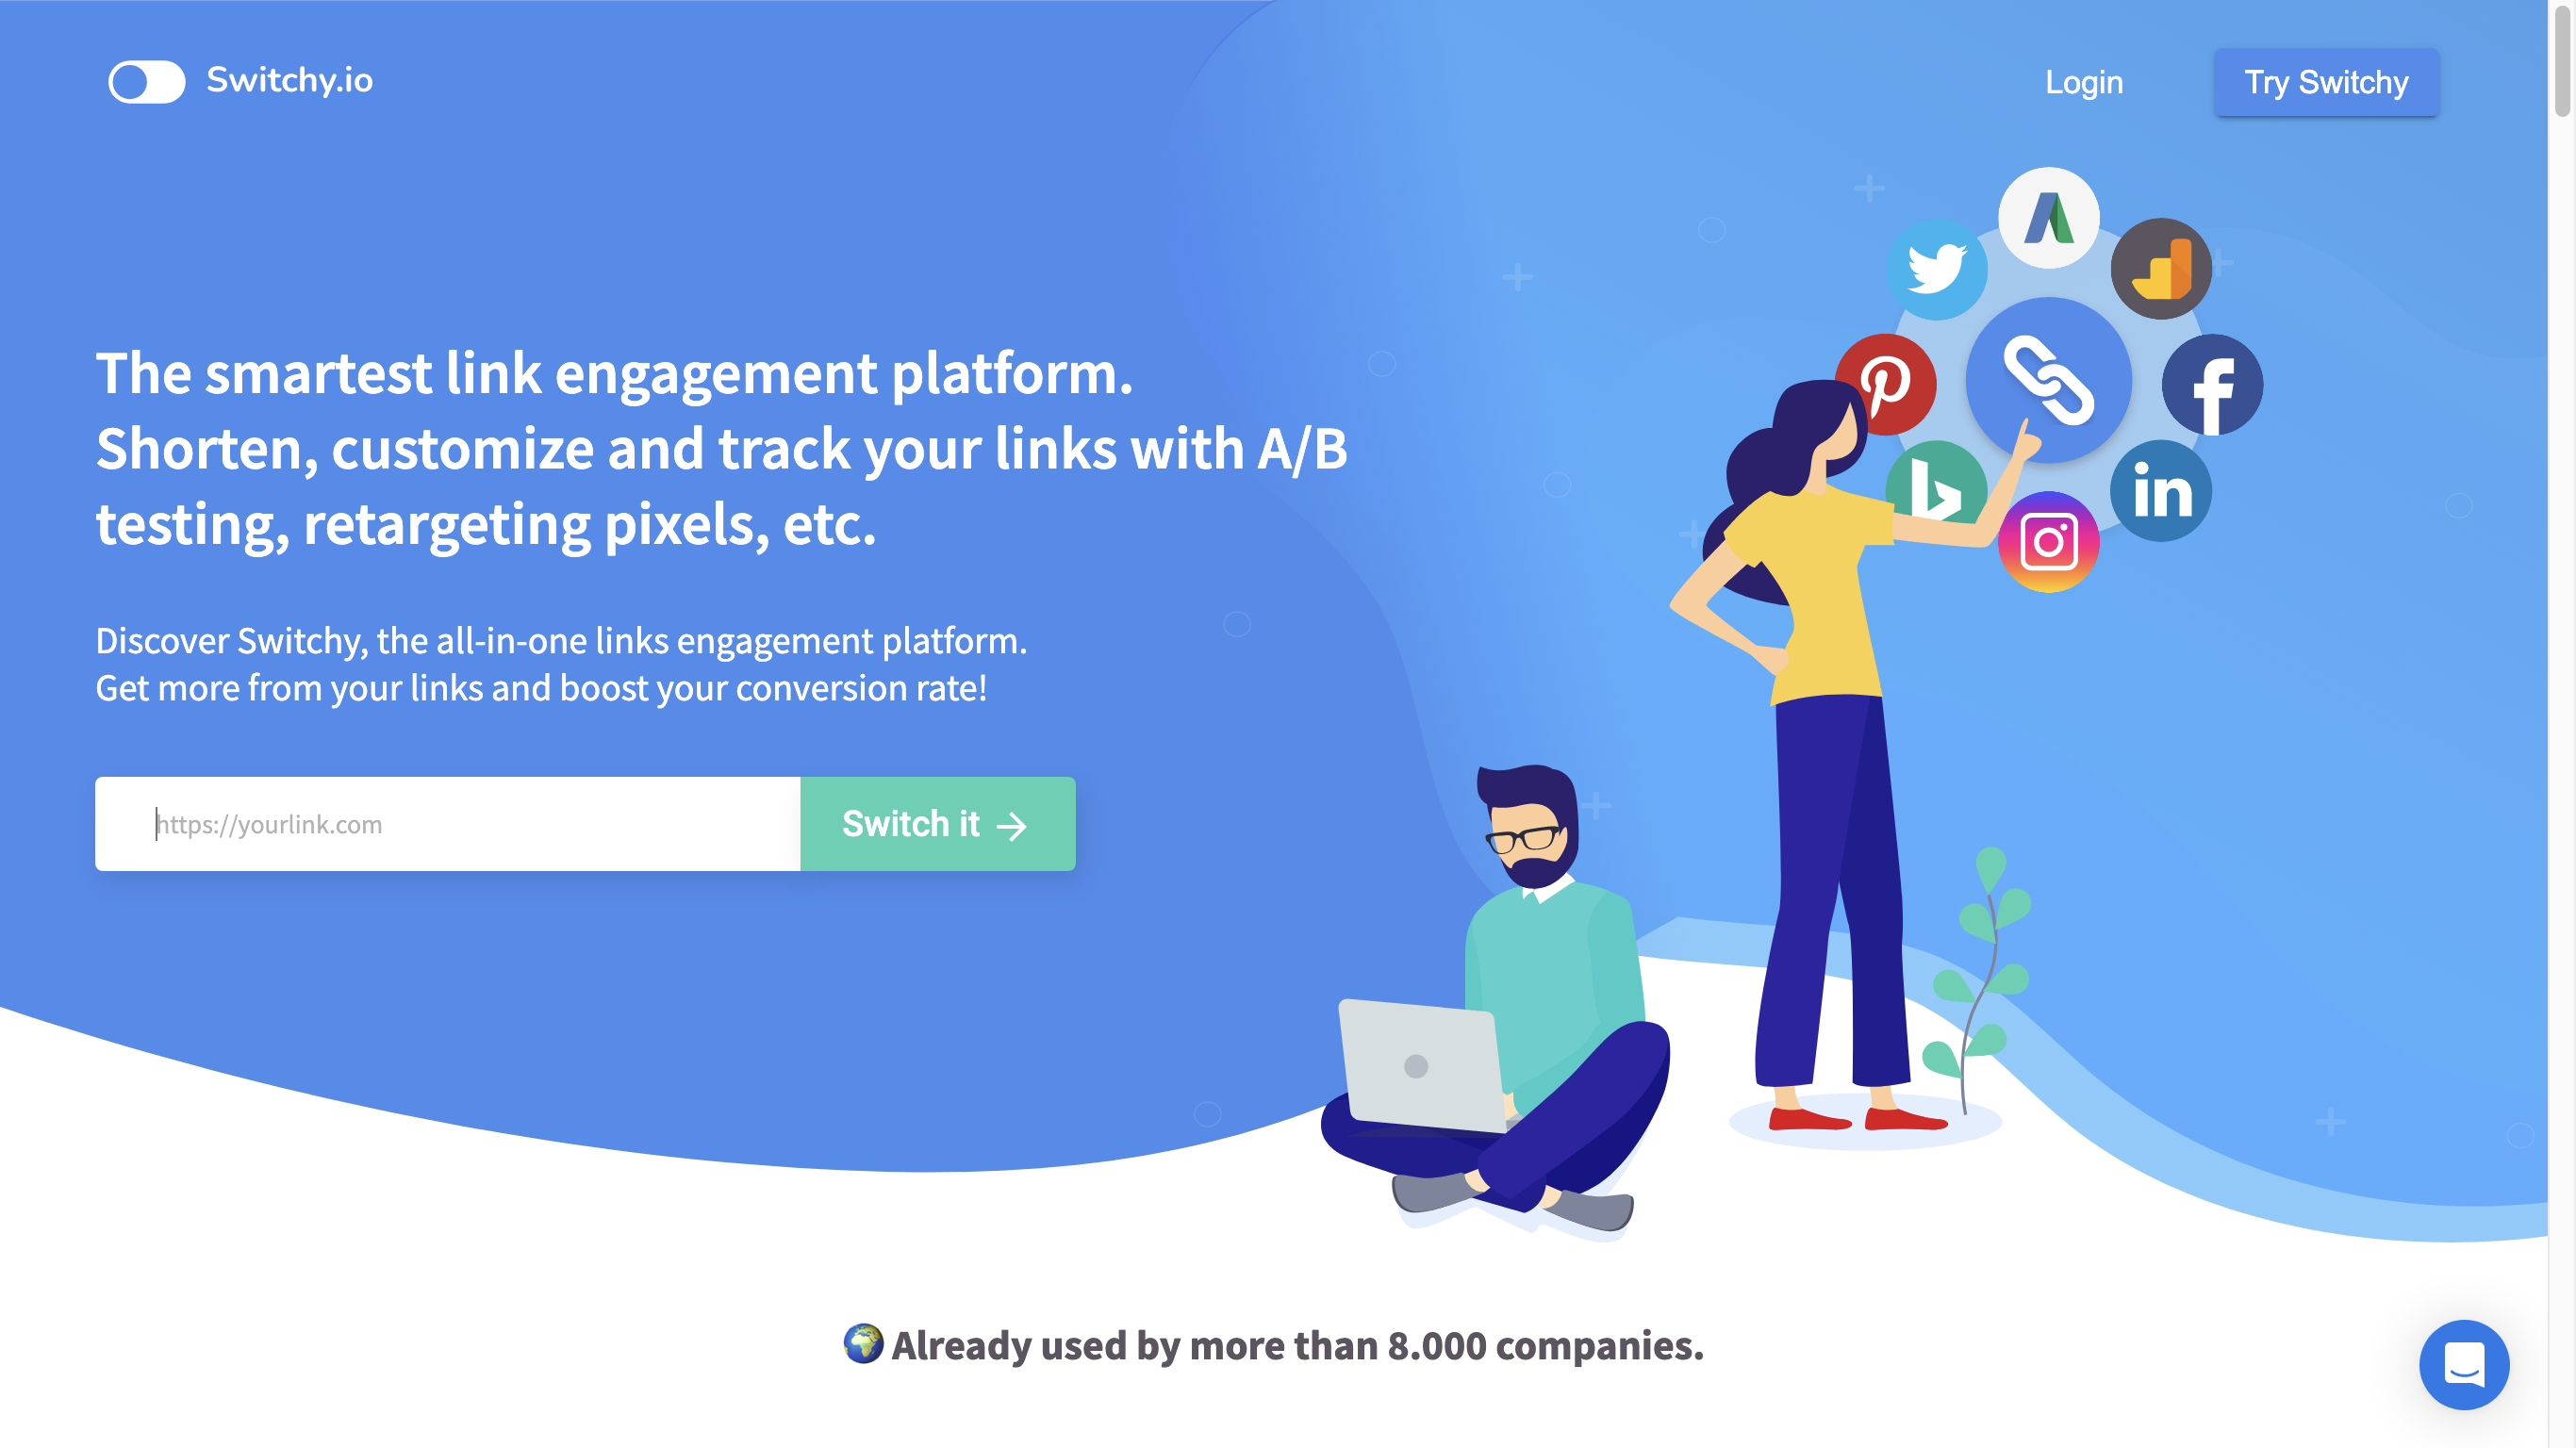 Switchy.io
Login
Try Switchy
The smartest link engagement platform.
Shorten, customize and track your links with A/B
testing, retargeting pixels, etc.
Discover Switchy, the all-in-one links engagement platform.
Get more from your links and boost your conversion rate!
https://yourlink.com
Switch it →
in
🌍 Already used by more than 8.000 companies.